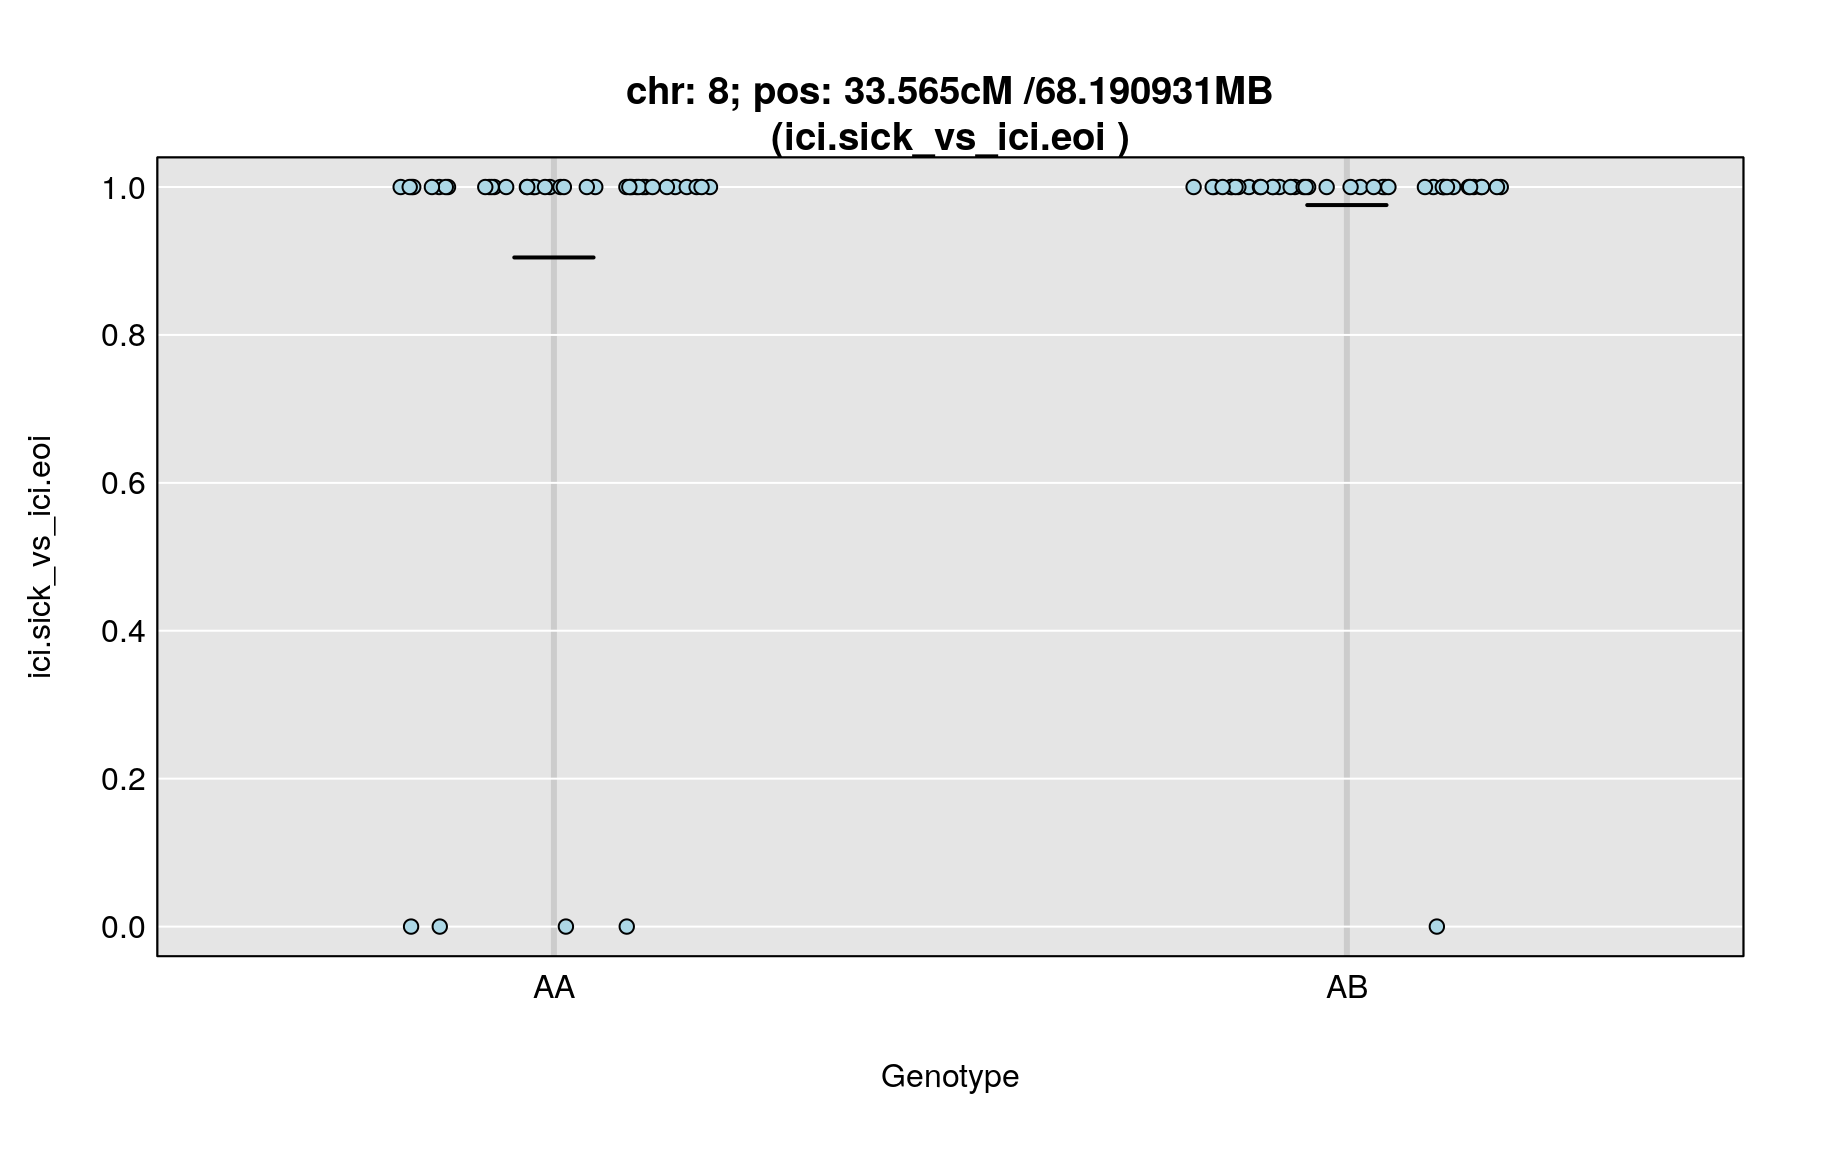 chr: 8; pos: 33.565cM /68.190931MB
(ici.sick_vs_ici.eoi )
ici.sick_vs_ici.eoi
1.0
0.8
0.6
0.4
0.2
0.0
AA
AB
Genotype